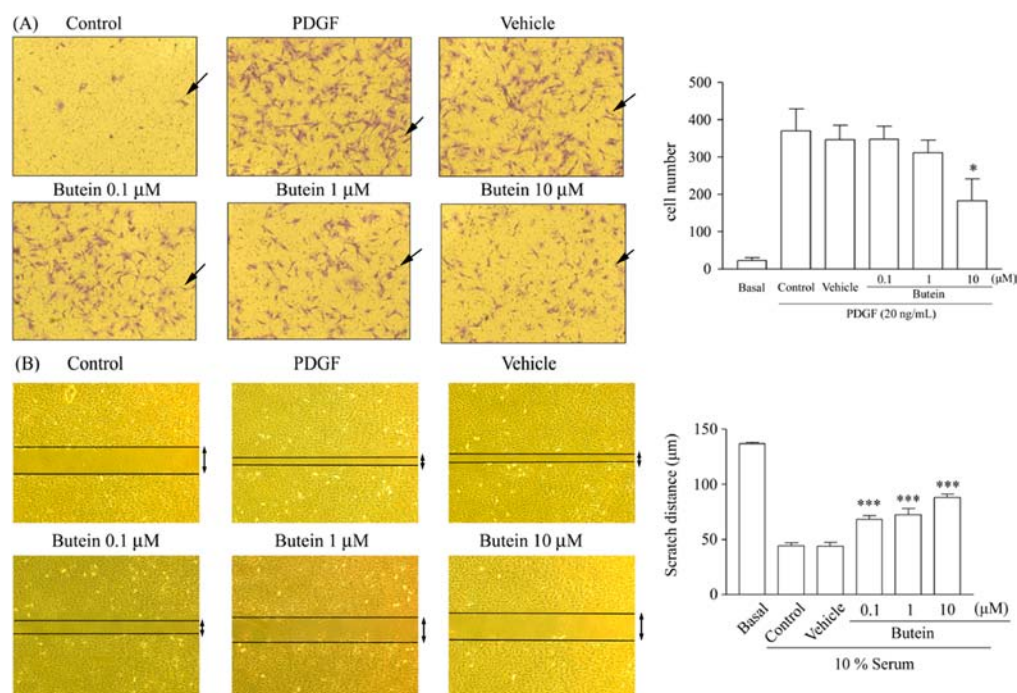 (A) Control PDGF Vehicle
Butein 0.1 μM Butein 1 μM Butein 10 μM
cell number
500
400
300
200
100
0
*
Basal Control Vehicle 0.1 1 10 (μM)
Butein
PDGF (20 ng/mL)
(B) Control PDGF Vehicle
Butein 0.1 μM Butein 1 μM Butein 10 μM
Scratch distance (μm)
150
100
50
0
*** *** ***
Basal Control Vehicle 0.1 1 10 (μM)
Butein
10 % Serum